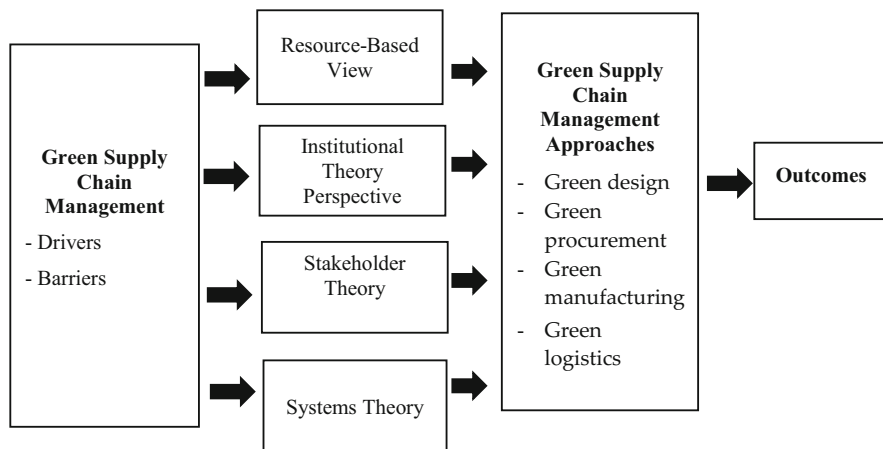 Green Supply
Chain
Management
- Drivers
- Barriers
Resource-Based
View
Institutional
Theory
Perspective
Stakeholder
Theory
Systems Theory
Green Supply
Chain
Management
Approaches
- Green design
- Green
procurement
- Green
manufacturing
- Green
logistics
Outcomes